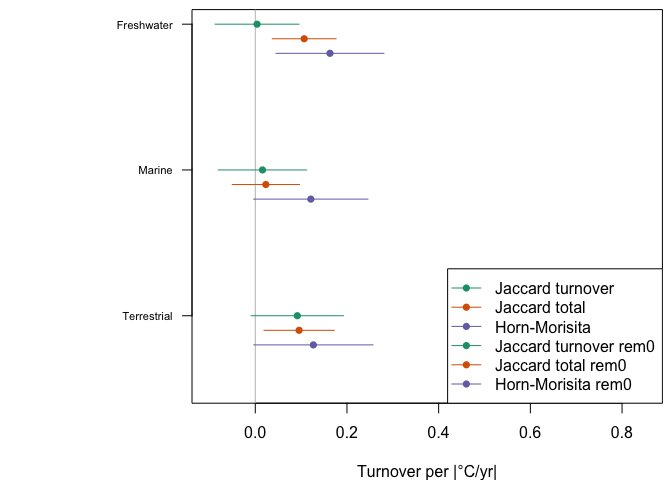 Freshwater
Marine
Terrestrial
Jaccard turnover
Jaccard total
Horn-Morisita
Jaccard turnover rem0
Jaccard total rem0
Horn-Morisita rem0
0.0 0.2 0.4 0.6 0.8
Turnover per |°C/yr|